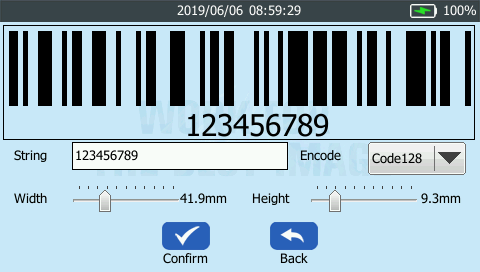 2019/06/06 08:59:29 100%
123456789
String 123456789 Encode Code128
Width 41.9mm Height 9.3mm
Confirm Back